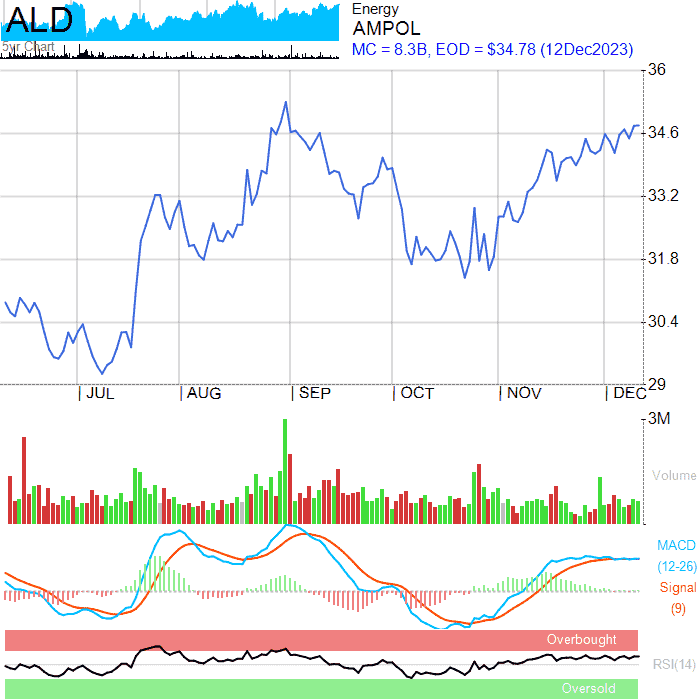 ALD
5yr Chart
Energy
AMPOL
MC = 8.3B, EOD = $34.78 (12Dec2023)
36
34.6
33.2
31.8
30.4
29
JUL
AUG
SEP
OCT
NOV
DEC
3M
Volume
MACD
(12-26)
Signal
(9)
Overbought
RSI(14)
Oversold